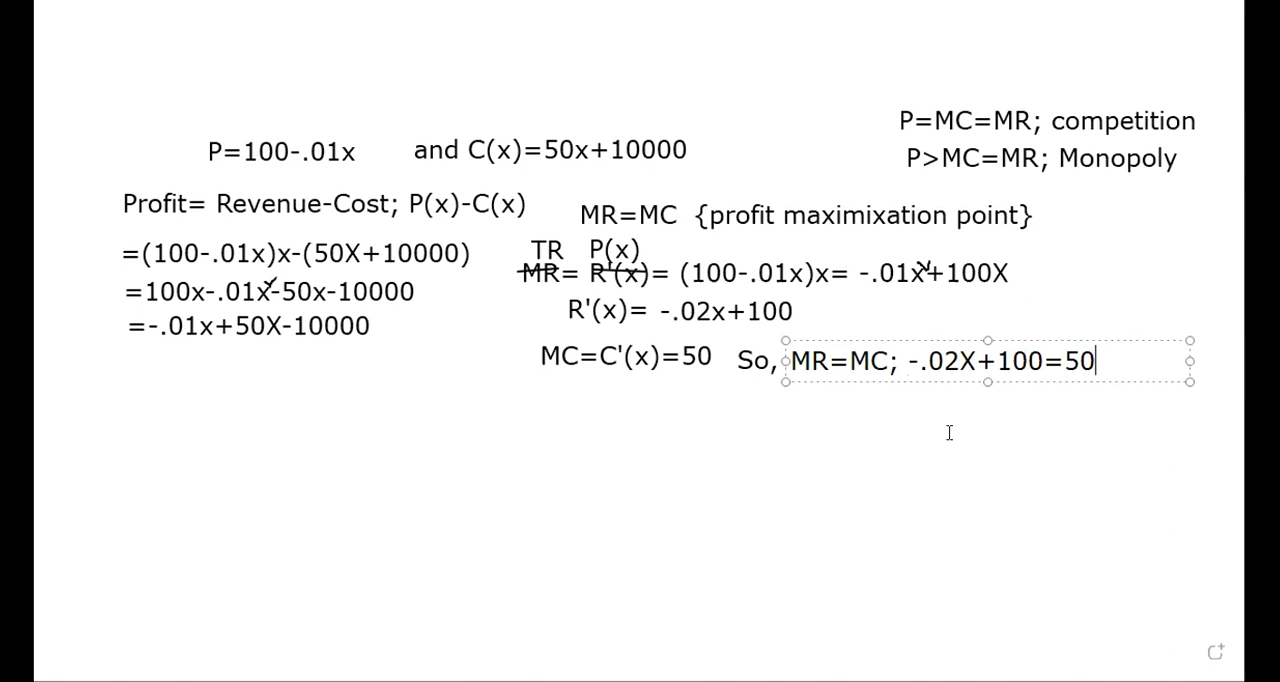 P=MC=MR; competition
P=100-.01x and C(x)=50x+10000
P>MC=MR; Monopoly
Profit= Revenue-Cost; P(x)-C(x)
MR=MC {profit maximixation point}
=(100-.01x)x-(50X+10000)
TR P(x)
MR= R'(x)= (100-.01x)x= -.01x²+100X
=100x-.01x²-50x-10000
R'(x)= -.02x+100
=-.01x+50X-10000
MC=C'(x)=50 So, MR=MC; -.02X+100=50